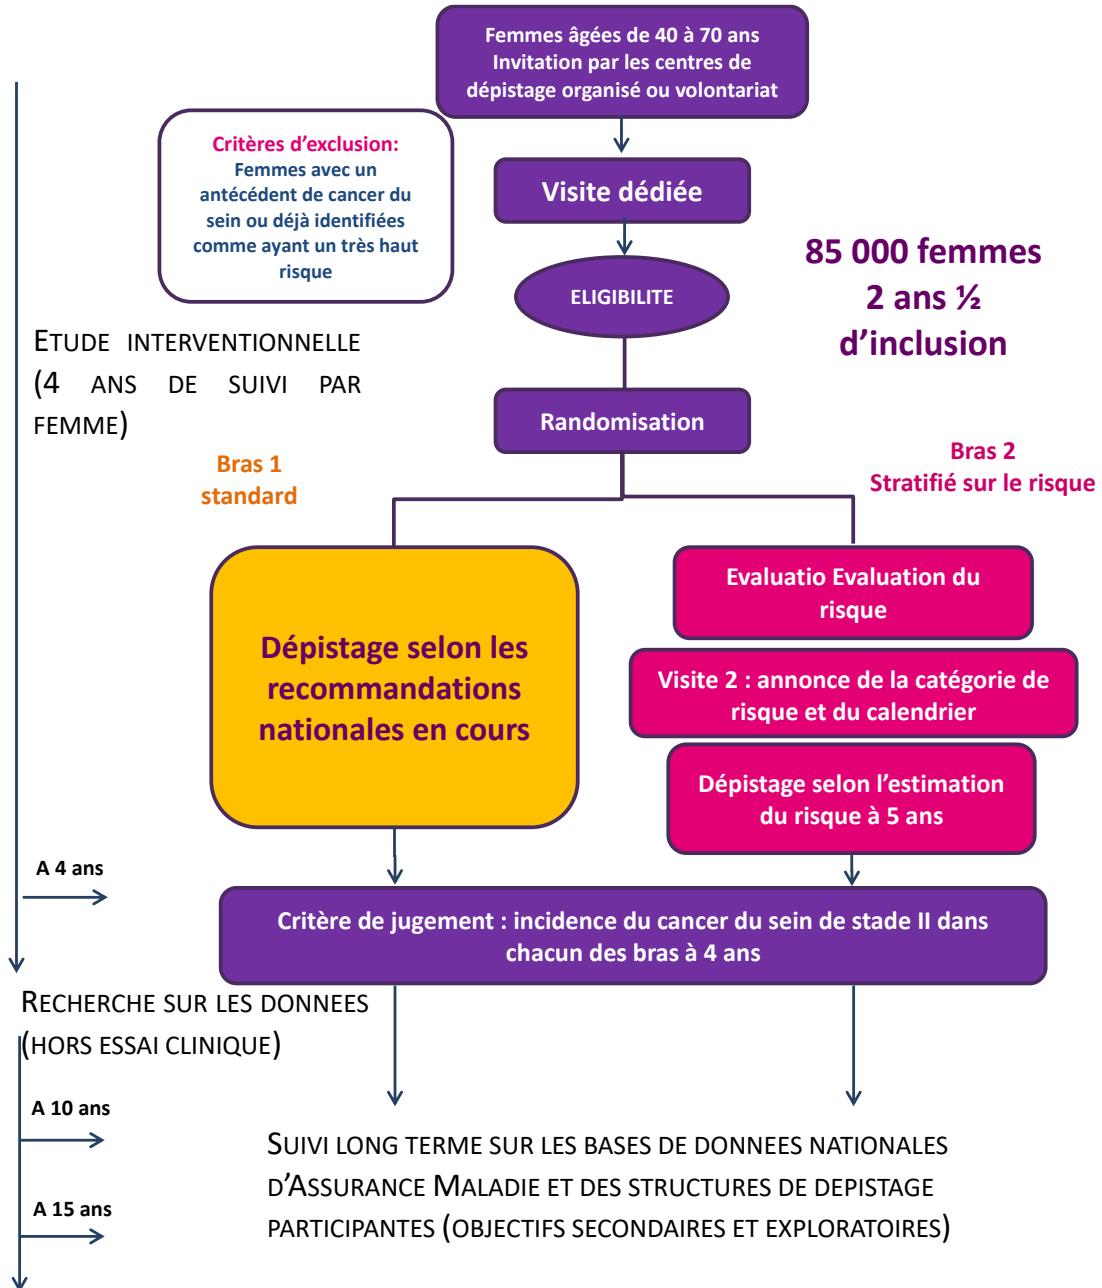 Femmes âgées de 40 à 70 ans
Invitation par les centres de
dépistage organisé ou volontariat
Critères d’exclusion:
Femmes avec un
antécédent de cancer du
sein ou déjà identifiées
comme ayant un très haut
risque
Visite dédiée
85 000 femmes
2 ans ½
d’inclusion
ELIGIBILITE
ETUDE INTERVENTIONNELLE
(4 ANS DE SUIVI PAR
FEMME)
Randomisation
Bras 1
standard
Bras 2
Stratifié sur le risque
Dépistage selon les
recommandations
nationales en cours
Evaluatio Evaluation du
risque
Visite 2 : annonce de la catégorie de
risque et du calendrier
Dépistage selon l’estimation
du risque à 5 ans
A 4 ans
Critère de jugement : incidence du cancer du sein de stade II dans
chacun des bras à 4 ans
RECHERCHE SUR LES DONNEES
(HORS ESSAI CLINIQUE)
A 10 ans
A 15 ans
SUIVI LONG TERME SUR LES BASES DE DONNEES NATIONALES
D’ASSURANCE MALADIE ET DES STRUCTURES DE DEPISTAGE
PARTICIPANTES (OBJECTIFS SECONDAIRES ET EXPLORATOIRES)